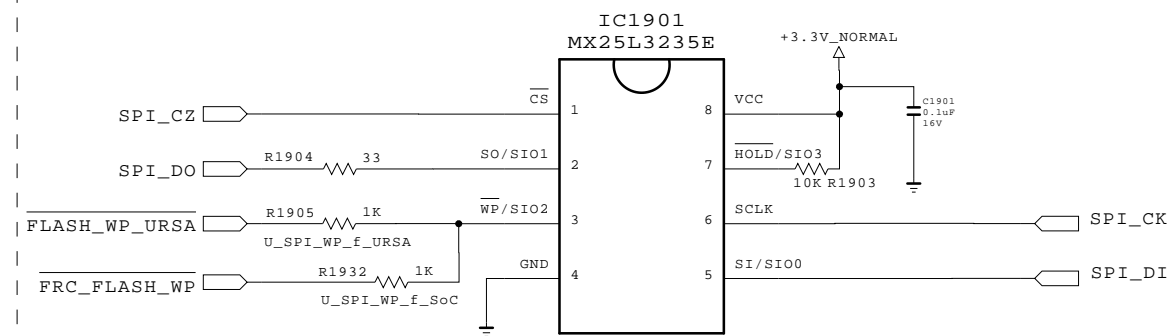 IC1901
MX25L3235E
+3.3V_NORMAL
CS
VCC
C1901
0.1uF
16V
SPI_CZ
1
8
R1904
33
SO/SIO1
HOLD/SIO3
SPI_DO
2
7
10K R1903
R1905
1K
WP/SIO2
SCLK
FLASH_WP_URSA
3
6
SPI_CK
U_SPI_WP_f_URSA
R1932
1K
GND
SI/SIO0
FRC_FLASH_WP
4
5
SPI_DI
U_SPI_WP_f_SoC